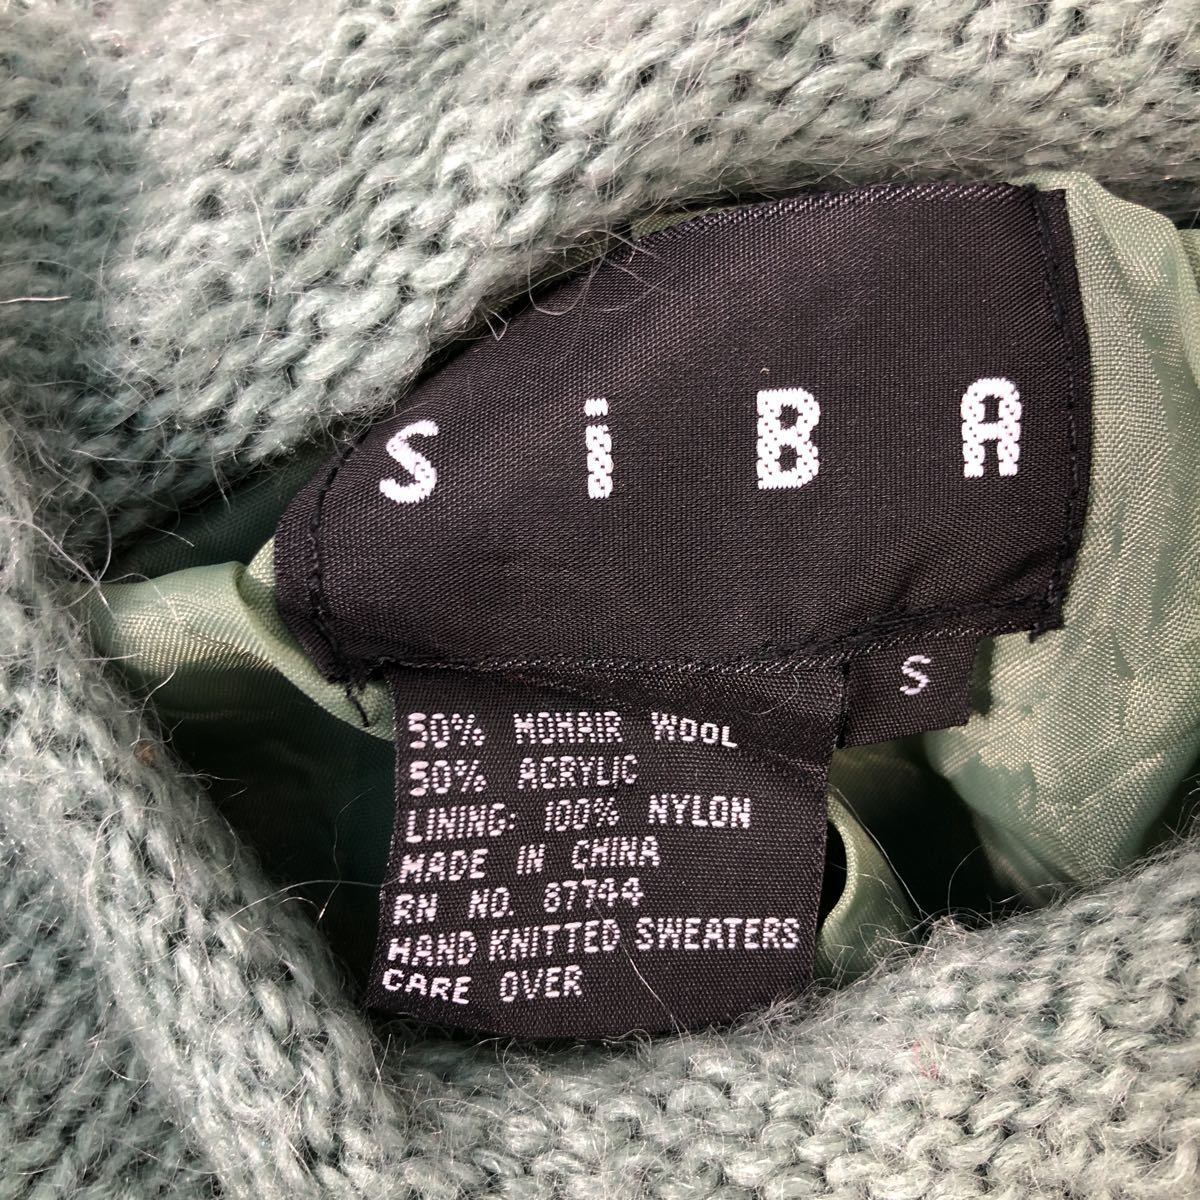 SiBA
S
50% MOHAIR WOOL
50% ACRYLIC
LINING: 100% NYLON
MADE IN CHINA
RN NO. 87744
HAND KNITTED SWEATERS
CARE OVER